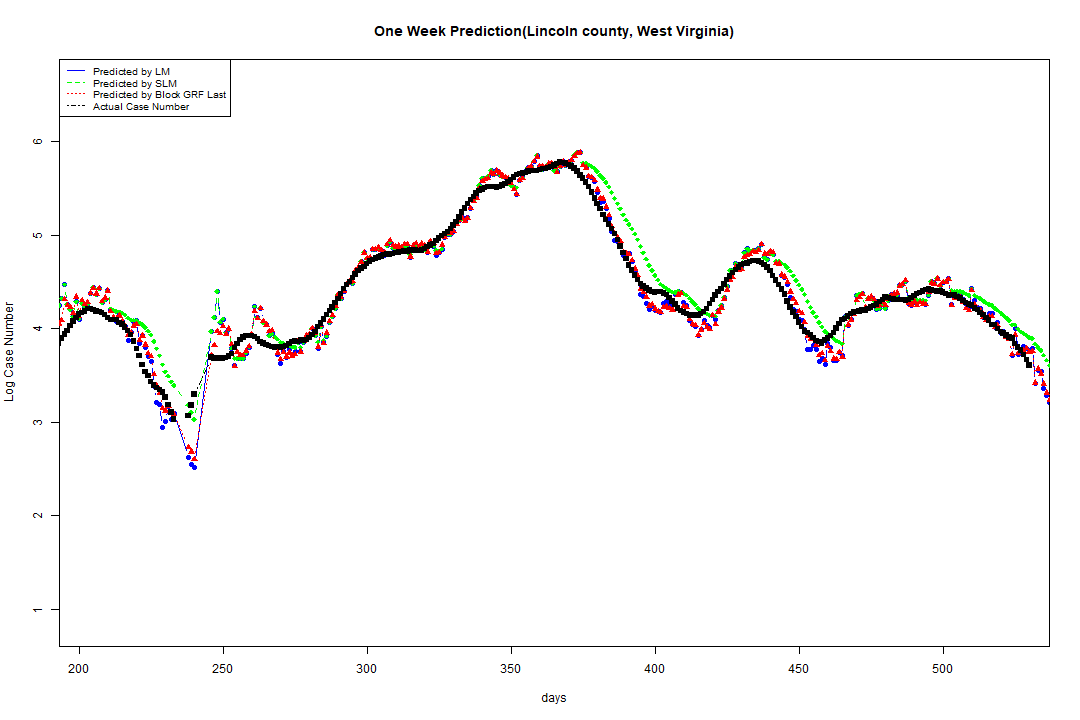 One Week Prediction(Lincoln county, West Virginia)
Predicted by LM
Predicted by SLM
Predicted by Block GRF Last
Actual Case Number
6
5
4
3
2
1
Log Case Number
200 250 300 350 400 450 500
days